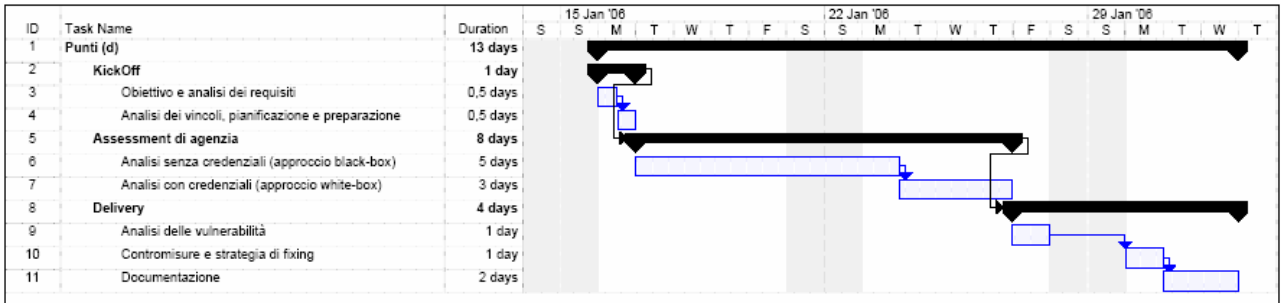 15 Jan '06 22 Jan '06 29 Jan '06
ID Task Name Duration S S M T W T F S S M T W T F S S M T W T
1 Punti (d) 13 days
2 KickOff 1 day
3 Obiettivo e analisi dei requisiti 0,5 days
4 Analisi dei vincoli, pianificazione e preparazione 0,5 days
5 Assessment di agenzia 8 days
6 Analisi senza credenziali (approccio black-box) 5 days
7 Analisi con credenziali (approccio white-box) 3 days
8 Delivery 4 days
9 Analisi delle vulnerabilità 1 day
10 Contromisure e strategia di fixing 1 day
11 Documentazione 2 days